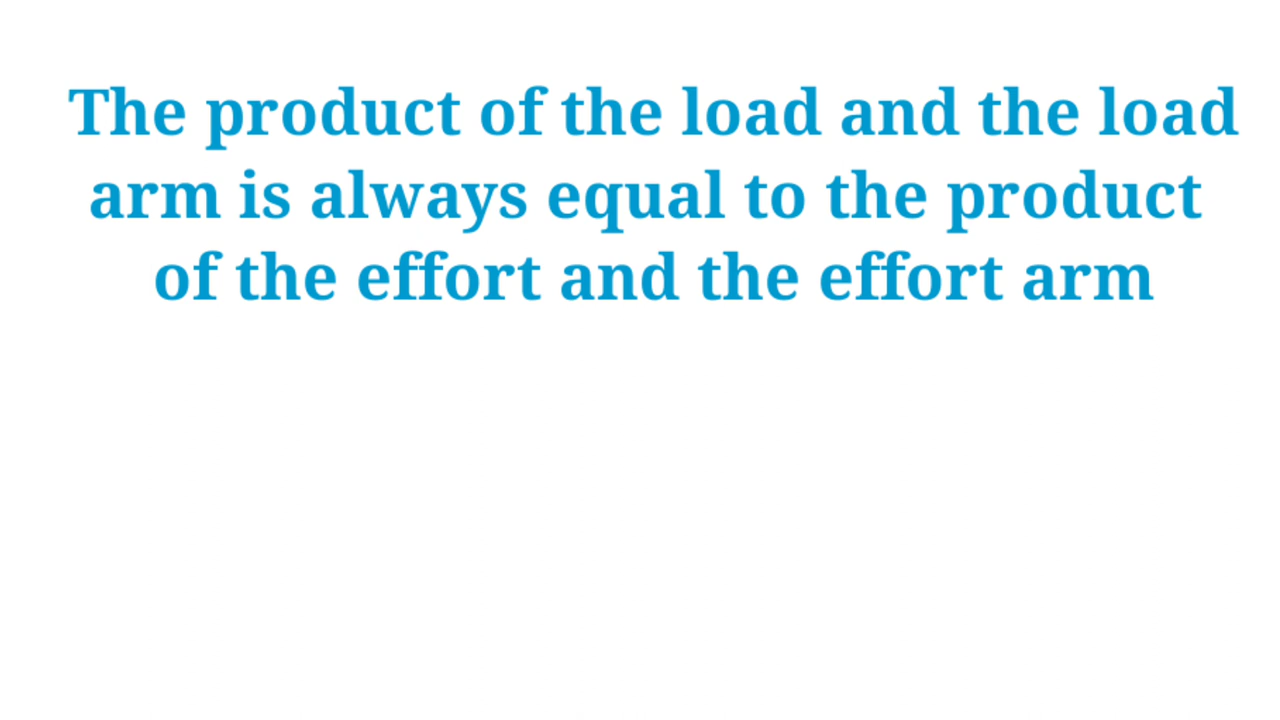 The product of the load and the load
arm is always equal to the product
of the effort and the effort arm